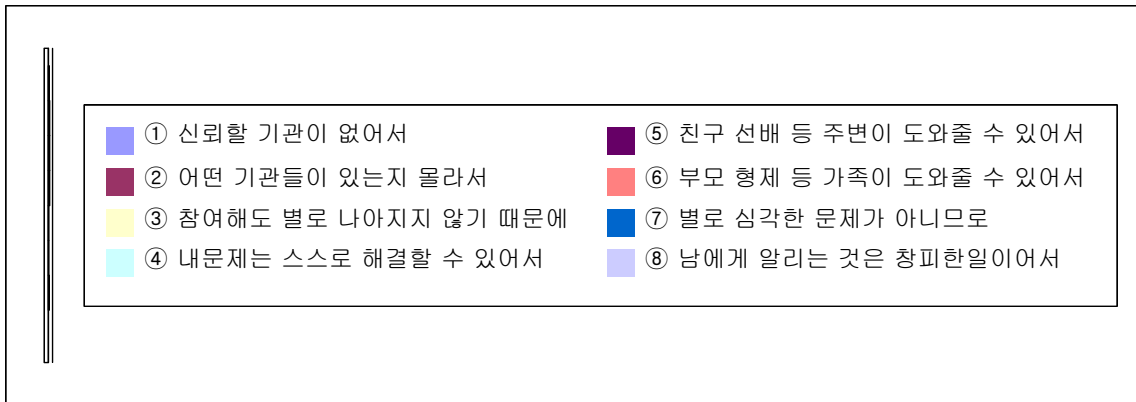 ① 신뢰할 기관이 없어서
② 어떤 기관들이 있는지 몰라서
③ 참여해도 별로 나아지지 않기 때문에
④ 내문제는 스스로 해결할 수 있어서
⑤ 친구 선배 등 주변이 도와줄 수 있어서
⑥ 부모 형제 등 가족이 도와줄 수 있어서
⑦ 별로 심각한 문제가 아니므로
⑧ 남에게 알리는 것은 창피한일이어서